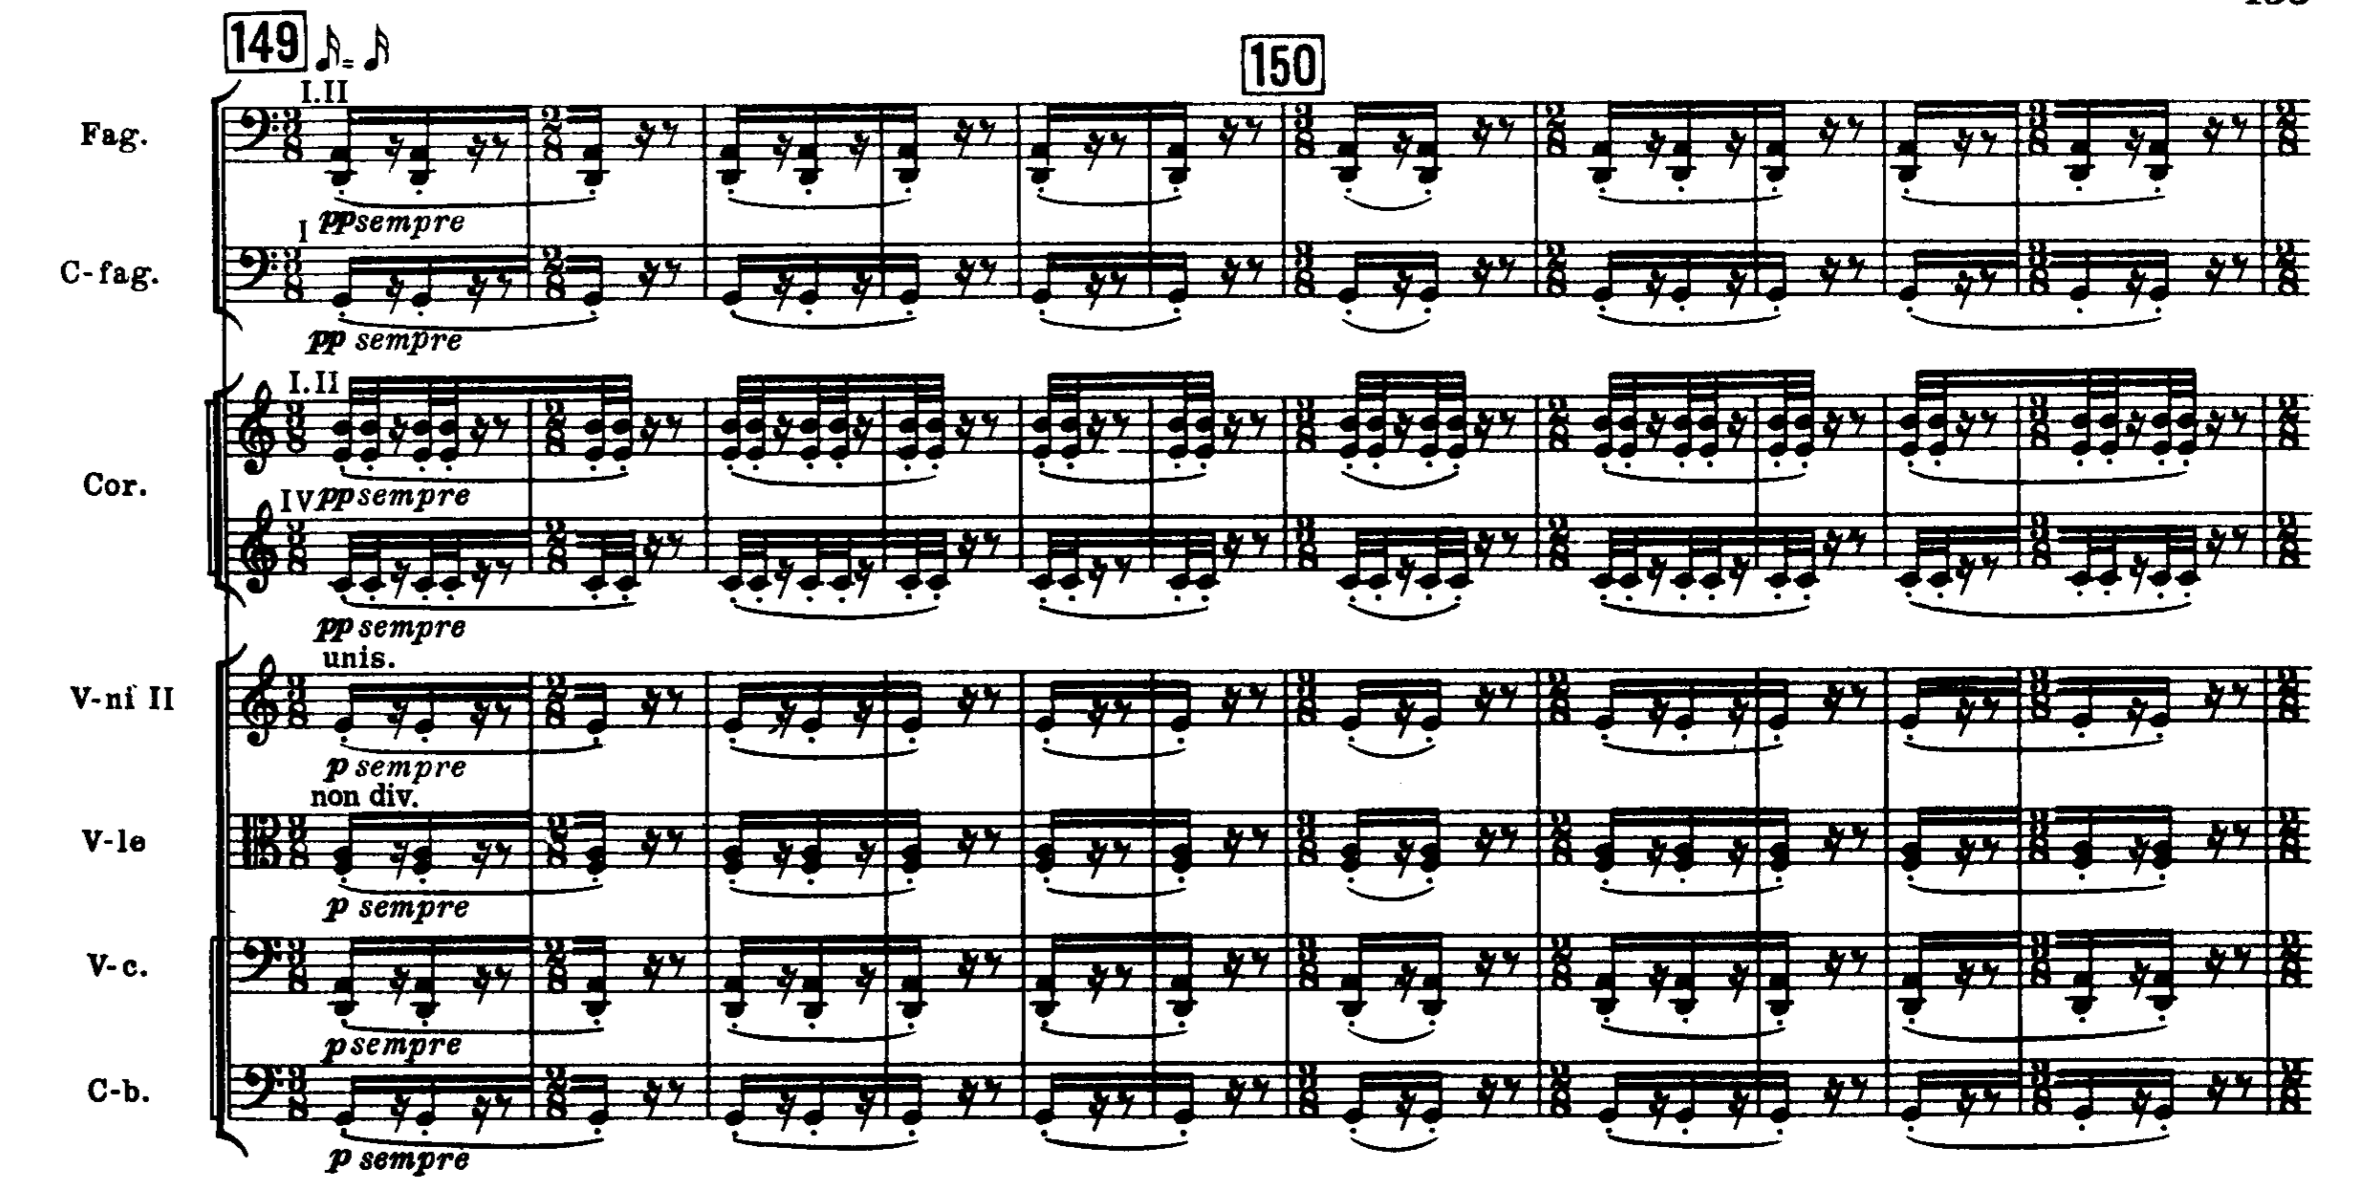 149
150
I.II
Fag.
pp sempre
I
C-fag.
pp sempre
I.II
Cor.
IV pp sempre
pp sempre
unis.
V-ni II
p sempre
non div.
V-le
p sempre
V-c.
p sempre
C-b.
p sempre